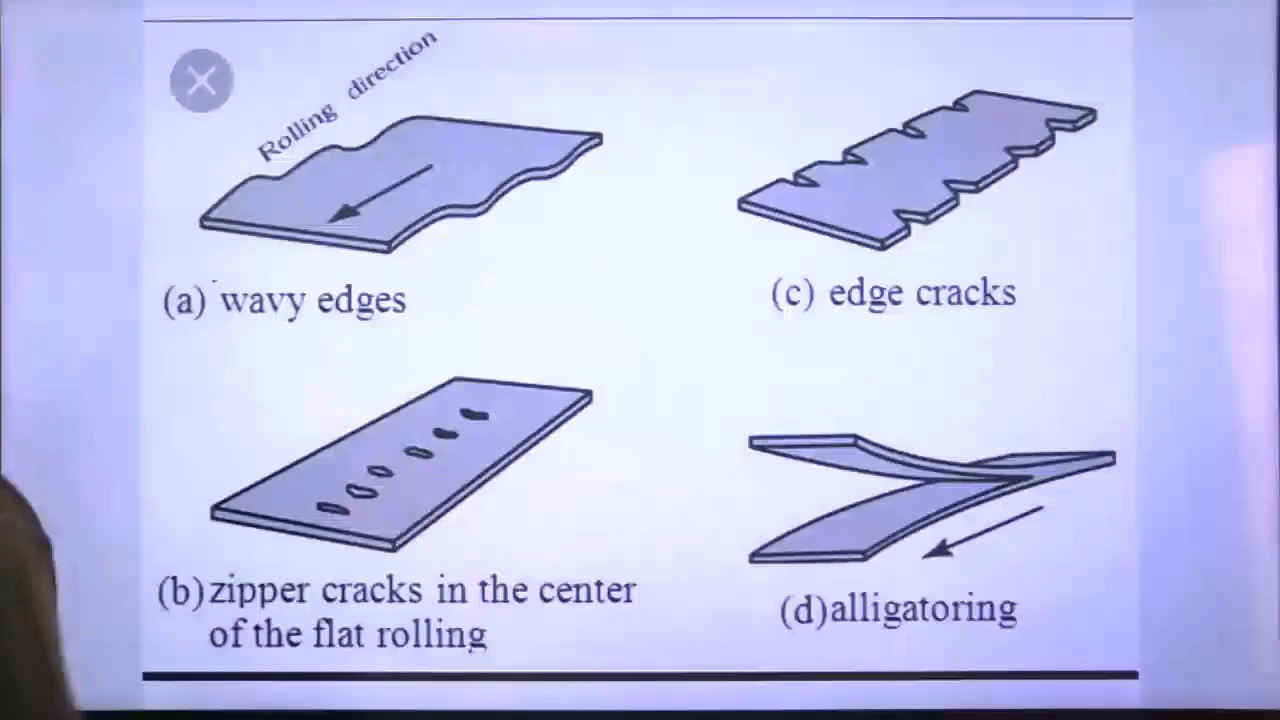 Rolling direction
(a) wavy edges
(c) edge cracks
(b) zipper cracks in the center
of the flat rolling
(d) alligatoring